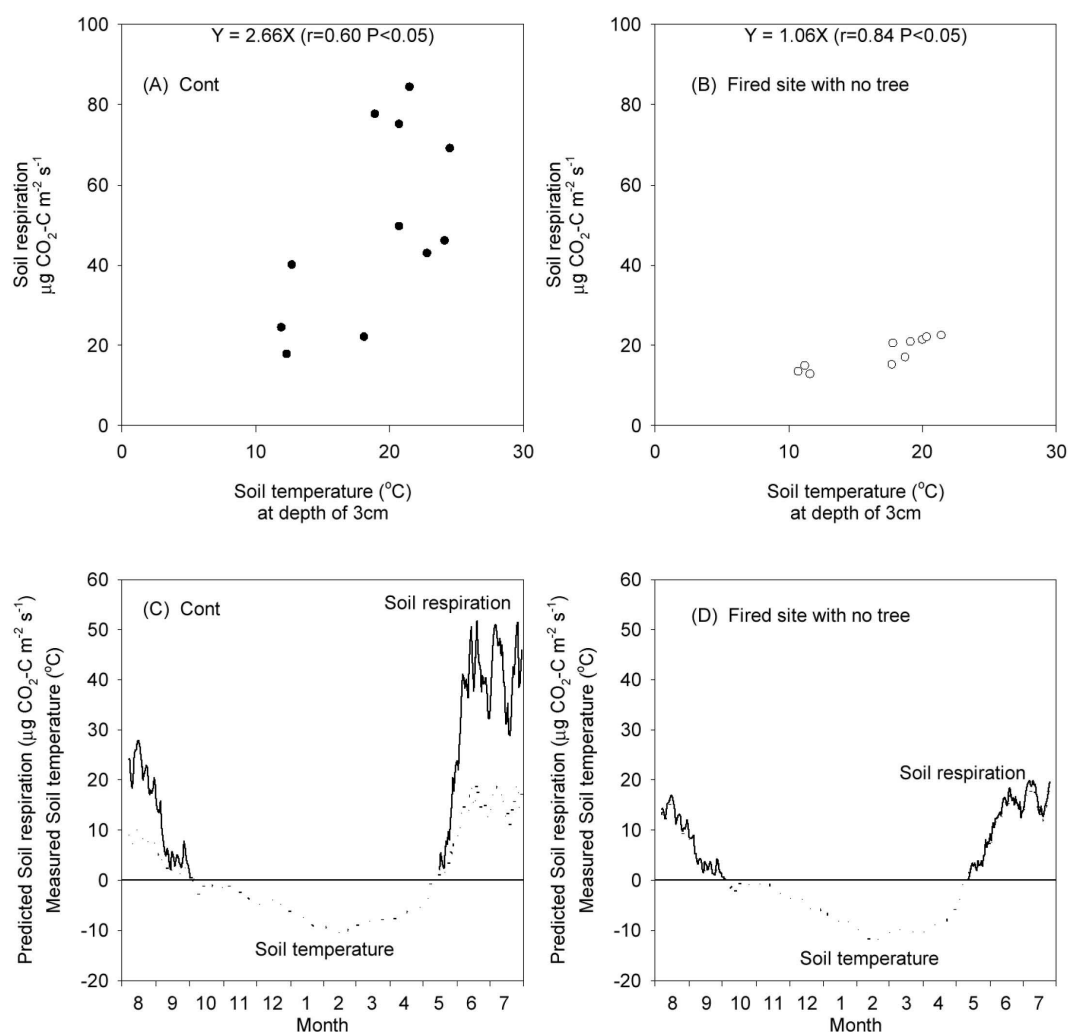 Y = 2.66X (r=0.60 P<0.05)
(A) Cont
100
80
60
40
20
0
0 10 20 30
Soil respiration
μg CO₂-C m⁻² s⁻¹
Soil temperature (°C)
at depth of 3cm
Y = 1.06X (r=0.84 P<0.05)
(B) Fired site with no tree
100
80
60
40
20
0
0 10 20 30
Soil respiration
μg CO₂-C m⁻² s⁻¹
Soil temperature (°C)
at depth of 3cm
(C) Cont
Soil respiration
60
50
40
30
20
10
0
-10
-20
Soil temperature
8 9 10 11 12 1 2 3 4 5 6 7
Month
Predicted Soil respiration (μg CO₂-C m⁻² s⁻¹)
Measured Soil temperature (°C)
(D) Fired site with no tree
Soil respiration
60
50
40
30
20
10
0
-10
-20
Soil temperature
8 9 10 11 12 1 2 3 4 5 6 7
Month
Predicted Soil respiration (μg CO₂-C m⁻² s⁻¹)
Measured Soil temperature (°C)